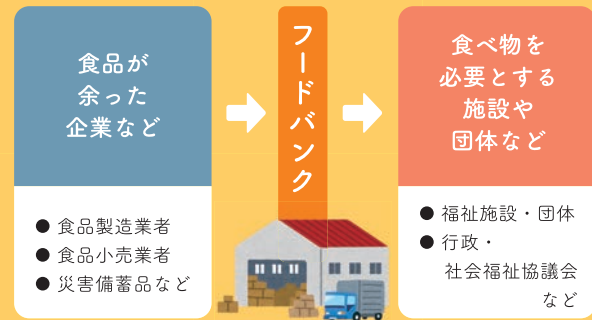 食品が
余った
企業など
● 食品製造業者
● 食品小売業者
● 災害備蓄品など
フードバンク
食べ物を
必要とする
施設や
団体など
● 福祉施設・団体
● 行政・
社会福祉協議会
など